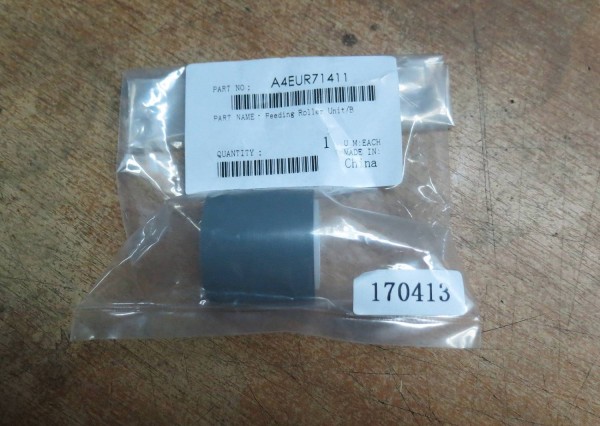 PART NO: A4EUR71411
PART NAME: Feeding Roller Unit/B
QUANTITY : 1 U M:EACH
MADE IN:
China
170413